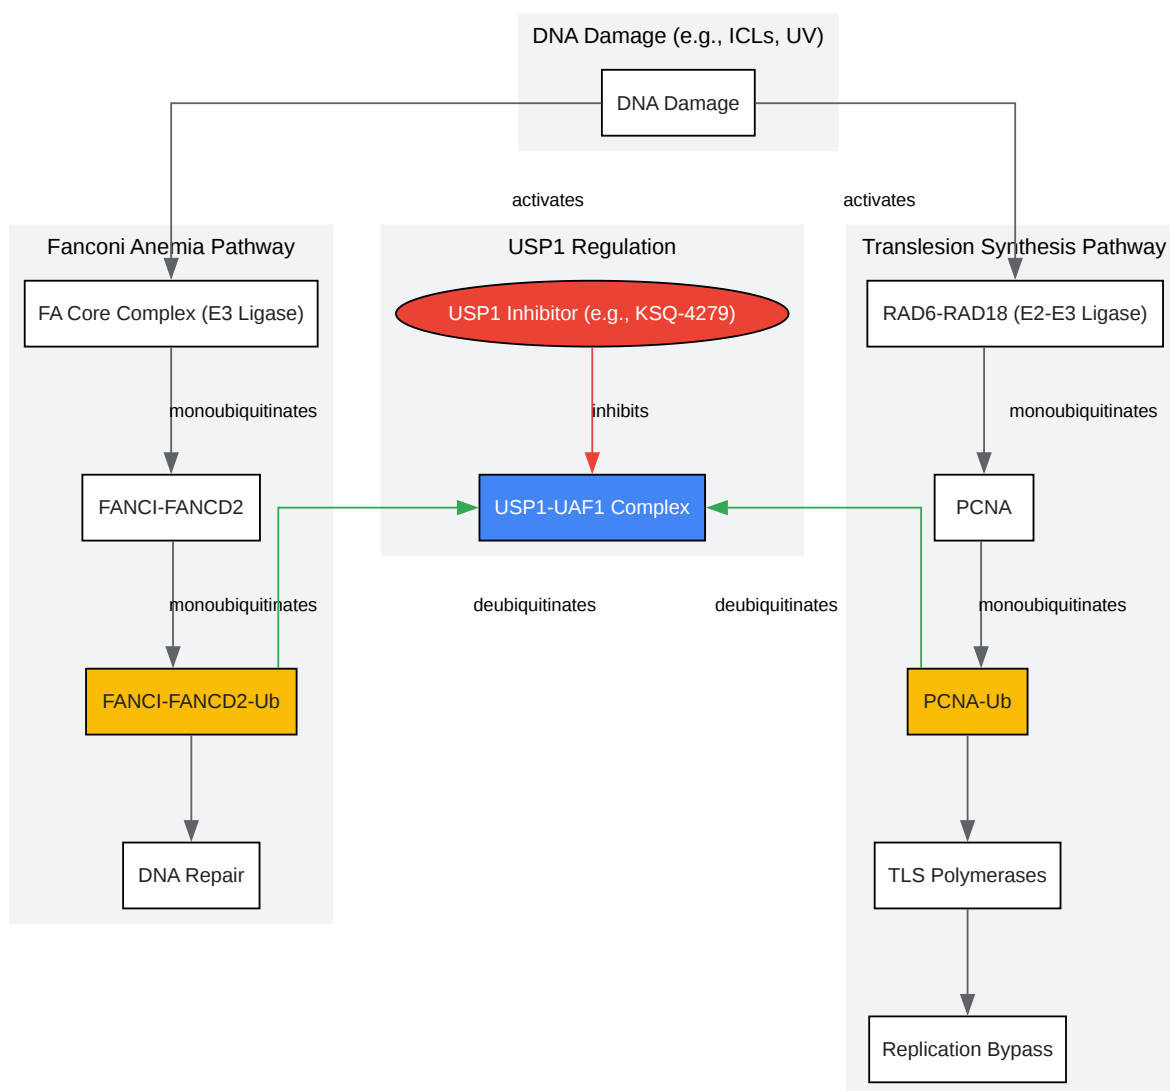 DNA Damage (e.g., ICLs, UV)
DNA Damage
activates
activates
Fanconi Anemia Pathway
USP1 Regulation
Translesion Synthesis Pathway
FA Core Complex (E3 Ligase)
USP1 Inhibitor (e.g., KSQ-4279)
RAD6-RAD18 (E2-E3 Ligase)
monoubiquitinates
inhibits
monoubiquitinates
FANCI-FANCD2
USP1-UAF1 Complex
PCNA
monoubiquitinates
deubiquitinates
deubiquitinates
monoubiquitinates
FANCI-FANCD2-Ub
PCNA-Ub
DNA Repair
TLS Polymerases
Replication Bypass